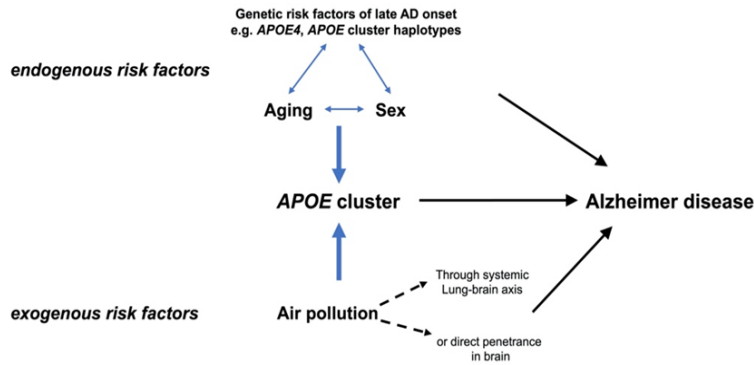 Genetic risk factors of late AD onset
e.g. APOE4, APOE cluster haplotypes
endogenous risk factors
Aging
Sex
APOE cluster
Alzheimer disease
Through systemic
Lung-brain axis
exogenous risk factors
Air pollution
or direct penetrance
in brain